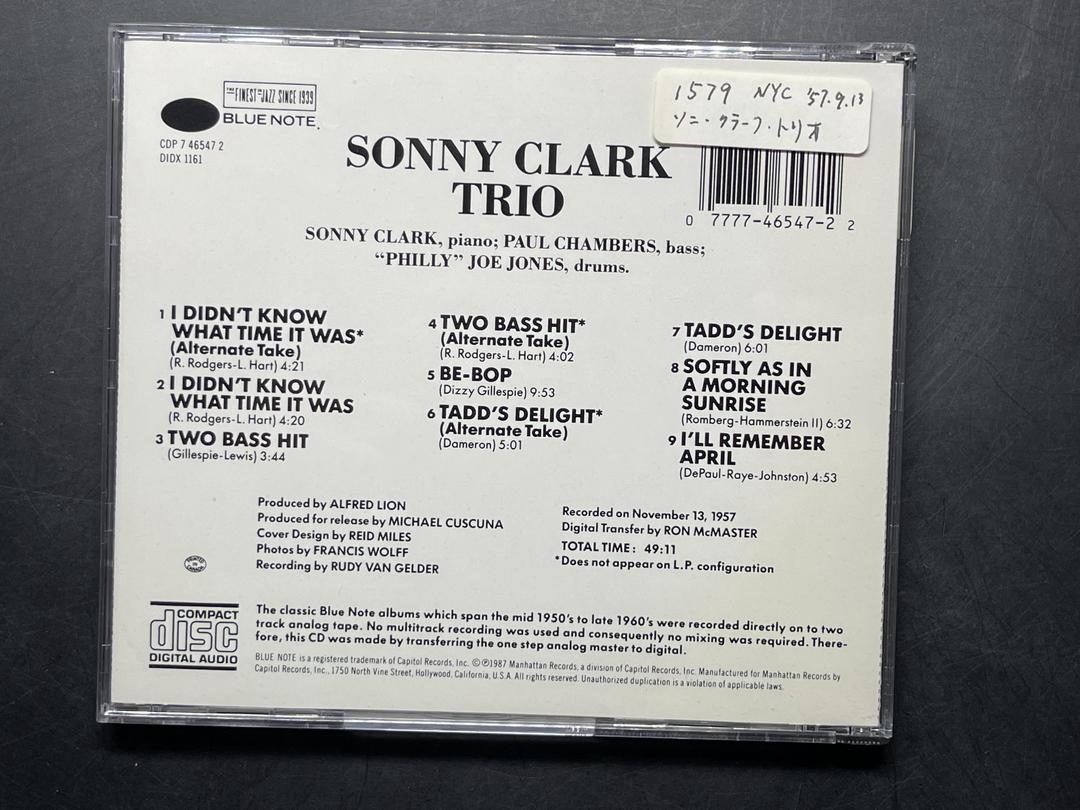 THE FINEST IN JAZZ SINCE 1939
BLUE NOTE.
CDP 7 46547 2
DIDX 1161
1579 NYC '57.9.13
ソニー・クラーク・トリオ
SONNY CLARK
TRIO
0 7777-46547-2 2
SONNY CLARK, piano; PAUL CHAMBERS, bass;
“PHILLY” JOE JONES, drums.
1 I DIDN'T KNOW
WHAT TIME IT WAS*
(Alternate Take)
(R. Rodgers-L. Hart) 4:21
2 I DIDN'T KNOW
WHAT TIME IT WAS
(R. Rodgers-L. Hart) 4:20
3 TWO BASS HIT
(Gillespie-Lewis) 3:44
4 TWO BASS HIT*
(Alternate Take)
(R. Rodgers-L. Hart) 4:02
5 BE-BOP
(Dizzy Gillespie) 9:53
6 TADD'S DELIGHT*
(Alternate Take)
(Dameron) 5:01
7 TADD'S DELIGHT
(Dameron) 6:01
8 SOFTLY AS IN
A MORNING
SUNRISE
(Romberg-Hammerstein II) 6:32
9 I'LL REMEMBER
APRIL
(DePaul-Raye-Johnston) 4:53
Produced by ALFRED LION
Produced for release by MICHAEL CUSCUNA
Cover Design by REID MILES
Photos by FRANCIS WOLFF
Recording by RUDY VAN GELDER
Recorded on November 13, 1957
Digital Transfer by RON McMASTER
TOTAL TIME: 49:11
*Does not appear on L.P. configuration
PRINTED IN CANADA
COMPACT
disc
DIGITAL AUDIO
The classic Blue Note albums which span the mid 1950's to late 1960's were recorded directly on to two
track analog tape. No multitrack recording was used and consequently no mixing was required. There-
fore, this CD was made by transferring the one step analog master to digital.
BLUE NOTE is a registered trademark of Capitol Records, Inc. ©℗1987 Manhattan Records, a division of Capitol Records, Inc. Manufactured for Manhattan Records by
Capitol Records, Inc., 1750 North Vine Street, Hollywood, California, U.S.A. All rights reserved. Unauthorized duplication is a violation of applicable laws.